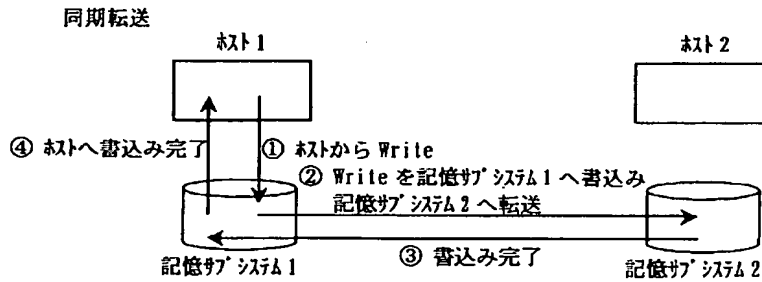 同期転送
ホスト1
ホスト2
④ ホストへ書込み完了
① ホストから Write
② Write を記憶サブシステム1へ書込み
記憶サブシステム2へ転送
③ 書込み完了
記憶サブシステム1
記憶サブシステム2